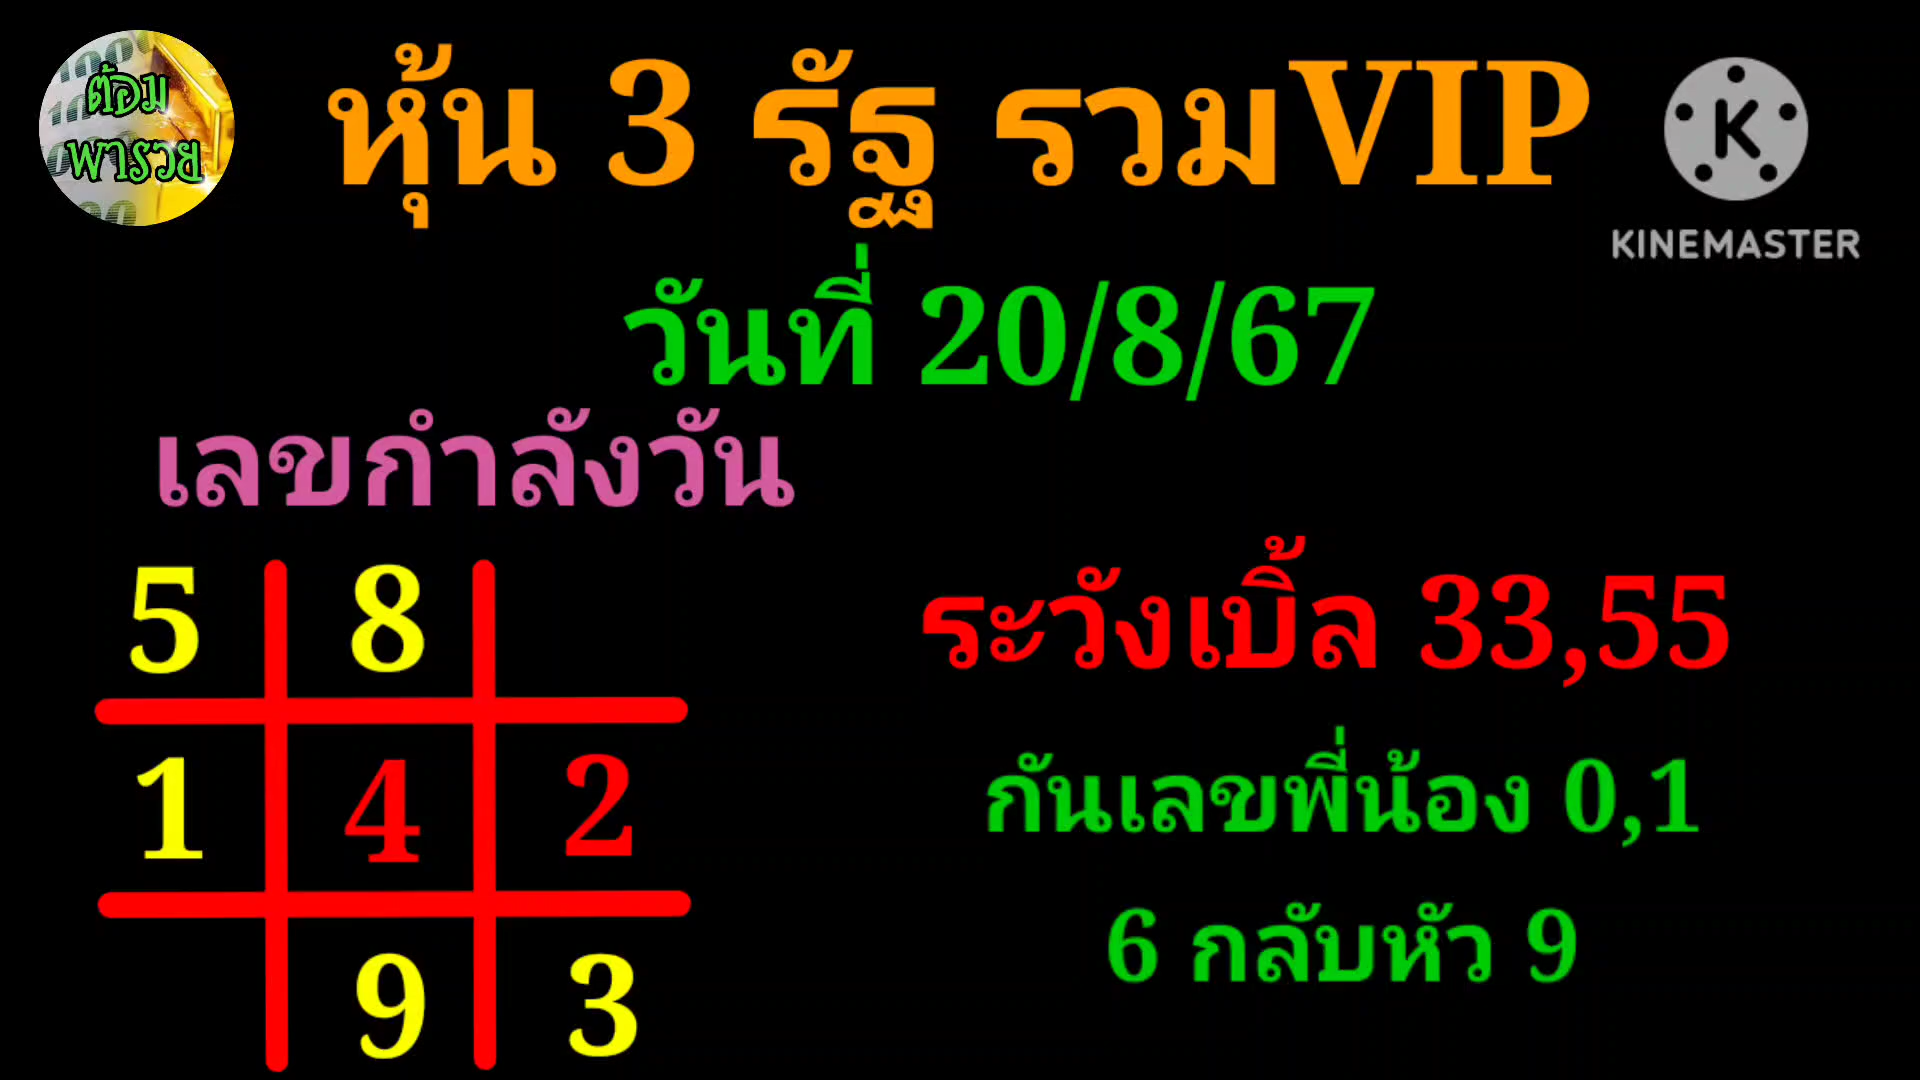 ต้อม
พารวย
หุ้น 3 รัฐ รวมVIP
KINEMASTER
วันที่ 20/8/67
เลขกำลังวัน
5 8
1 4 2
9 3
ระวังเบิ้ล 33,55
กันเลขพี่น้อง 0,1
6 กลับหัว 9